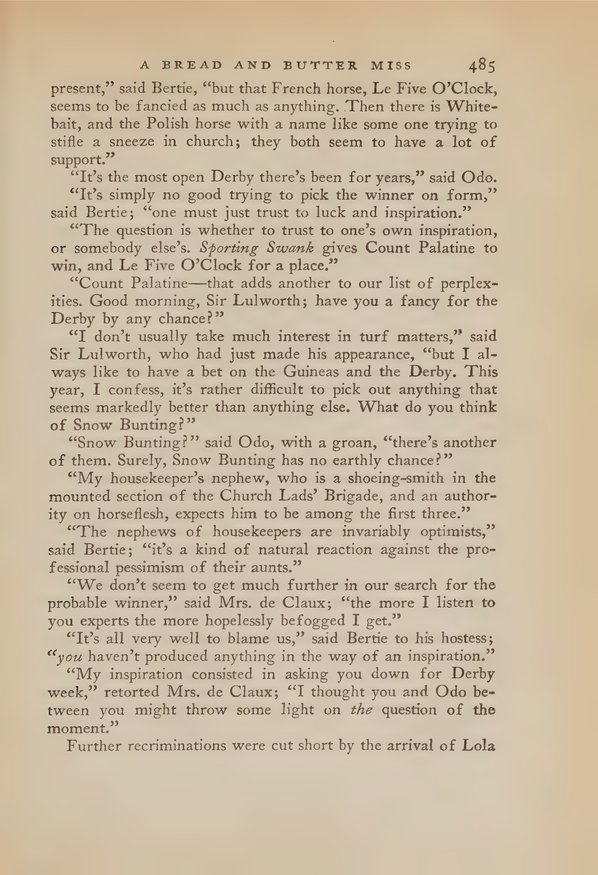 A BREAD AND BUTTER MISS 485
present,” said Bertie, “but that French horse, Le Five O’Clock,
seems to be fancied as much as anything. Then there is White-
bait, and the Polish horse with a name like some one trying to
stifle a sneeze in church; they both seem to have a lot of
support.”
“It’s the most open Derby there’s been for years,” said Odo.
“It’s simply no good trying to pick the winner on form,”
said Bertie; “one must just trust to luck and inspiration.”
“The question is whether to trust to one’s own inspiration,
or somebody else’s. Sporting Swank gives Count Palatine to
win, and Le Five O’Clock for a place.”
“Count Palatine—that adds another to our list of perplex-
ities. Good morning, Sir Lulworth; have you a fancy for the
Derby by any chance?”
“I don’t usually take much interest in turf matters,” said
Sir Lulworth, who had just made his appearance, “but I al-
ways like to have a bet on the Guineas and the Derby. This
year, I confess, it’s rather difficult to pick out anything that
seems markedly better than anything else. What do you think
of Snow Bunting?”
“Snow Bunting?” said Odo, with a groan, “there’s another
of them. Surely, Snow Bunting has no earthly chance?”
“My housekeeper’s nephew, who is a shoeing-smith in the
mounted section of the Church Lads’ Brigade, and an author-
ity on horseflesh, expects him to be among the first three.”
“The nephews of housekeepers are invariably optimists,”
said Bertie; “it’s a kind of natural reaction against the pro-
fessional pessimism of their aunts.”
“We don’t seem to get much further in our search for the
probable winner,” said Mrs. de Claux; “the more I listen to
you experts the more hopelessly befogged I get.”
“It’s all very well to blame us,” said Bertie to his hostess;
“you haven’t produced anything in the way of an inspiration.”
“My inspiration consisted in asking you down for Derby
week,” retorted Mrs. de Claux; “I thought you and Odo be-
tween you might throw some light on the question of the
moment.”
Further recriminations were cut short by the arrival of Lola